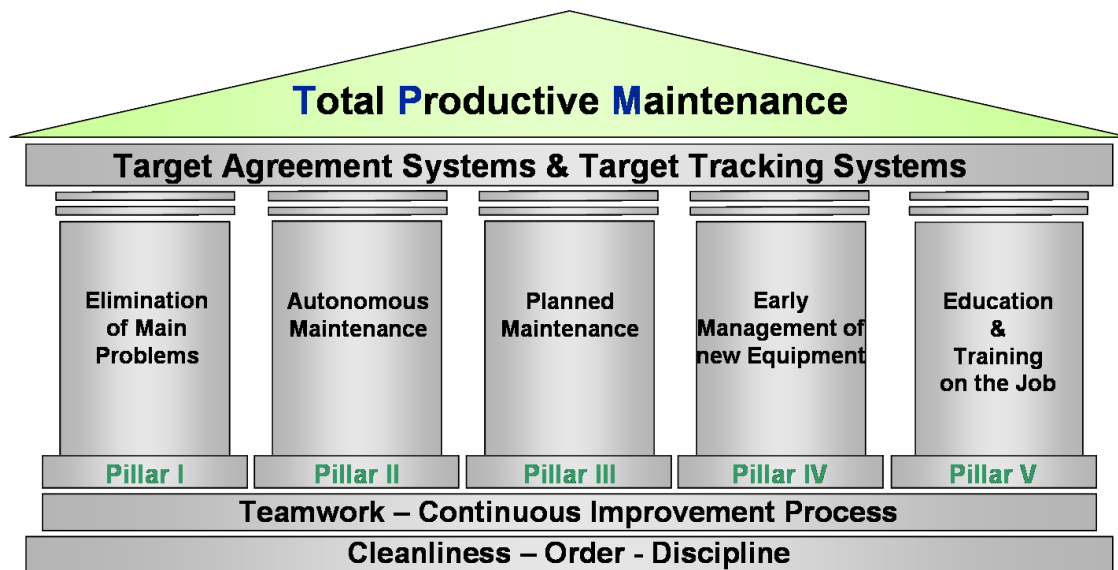 Total Productive Maintenance
Target Agreement Systems & Target Tracking Systems
Elimination
of Main
Problems
Autonomous
Maintenance
Planned
Maintenance
Early
Management of
new Equipment
Education
&
Training
on the Job
Pillar I
Pillar II
Pillar III
Pillar IV
Pillar V
Teamwork – Continuous Improvement Process
Cleanliness – Order - Discipline